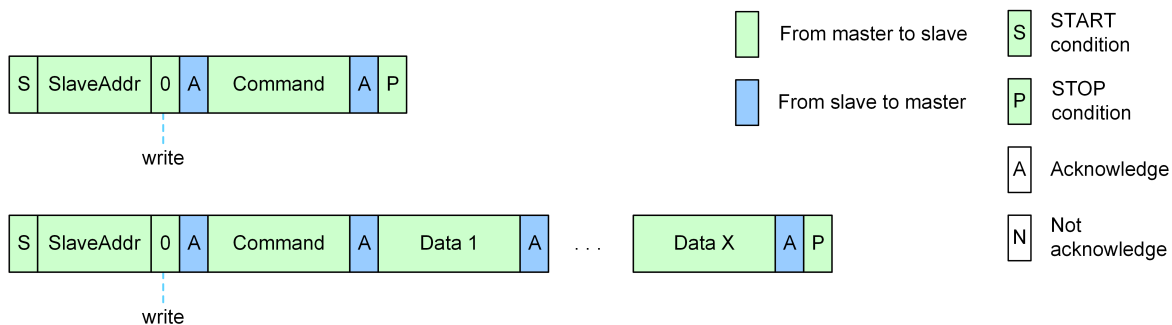 S SlaveAddr 0 A Command A P
write
S SlaveAddr 0 A Command A Data 1 A . . . Data X A P
write
From master to slave
From slave to master
S START
condition
P STOP
condition
A Acknowledge
N Not
acknowledge